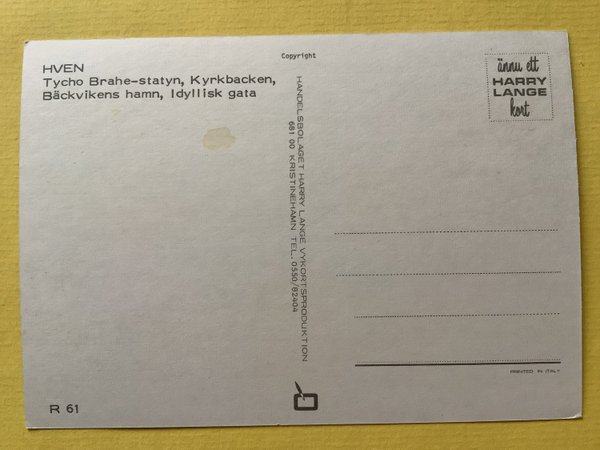 HVEN
Tycho Brahe-statyn, Kyrkbacken,
Bäckvikens hamn, Idyllisk gata
Copyright
HANDELSBOLAGET HARRY LANGE VYKORTSPRODUKTION
681 00 KRISTINEHAMN TEL. 0550/82404
ännu ett
HARRY
LANGE
kort
PRINTED IN ITALY
R 61